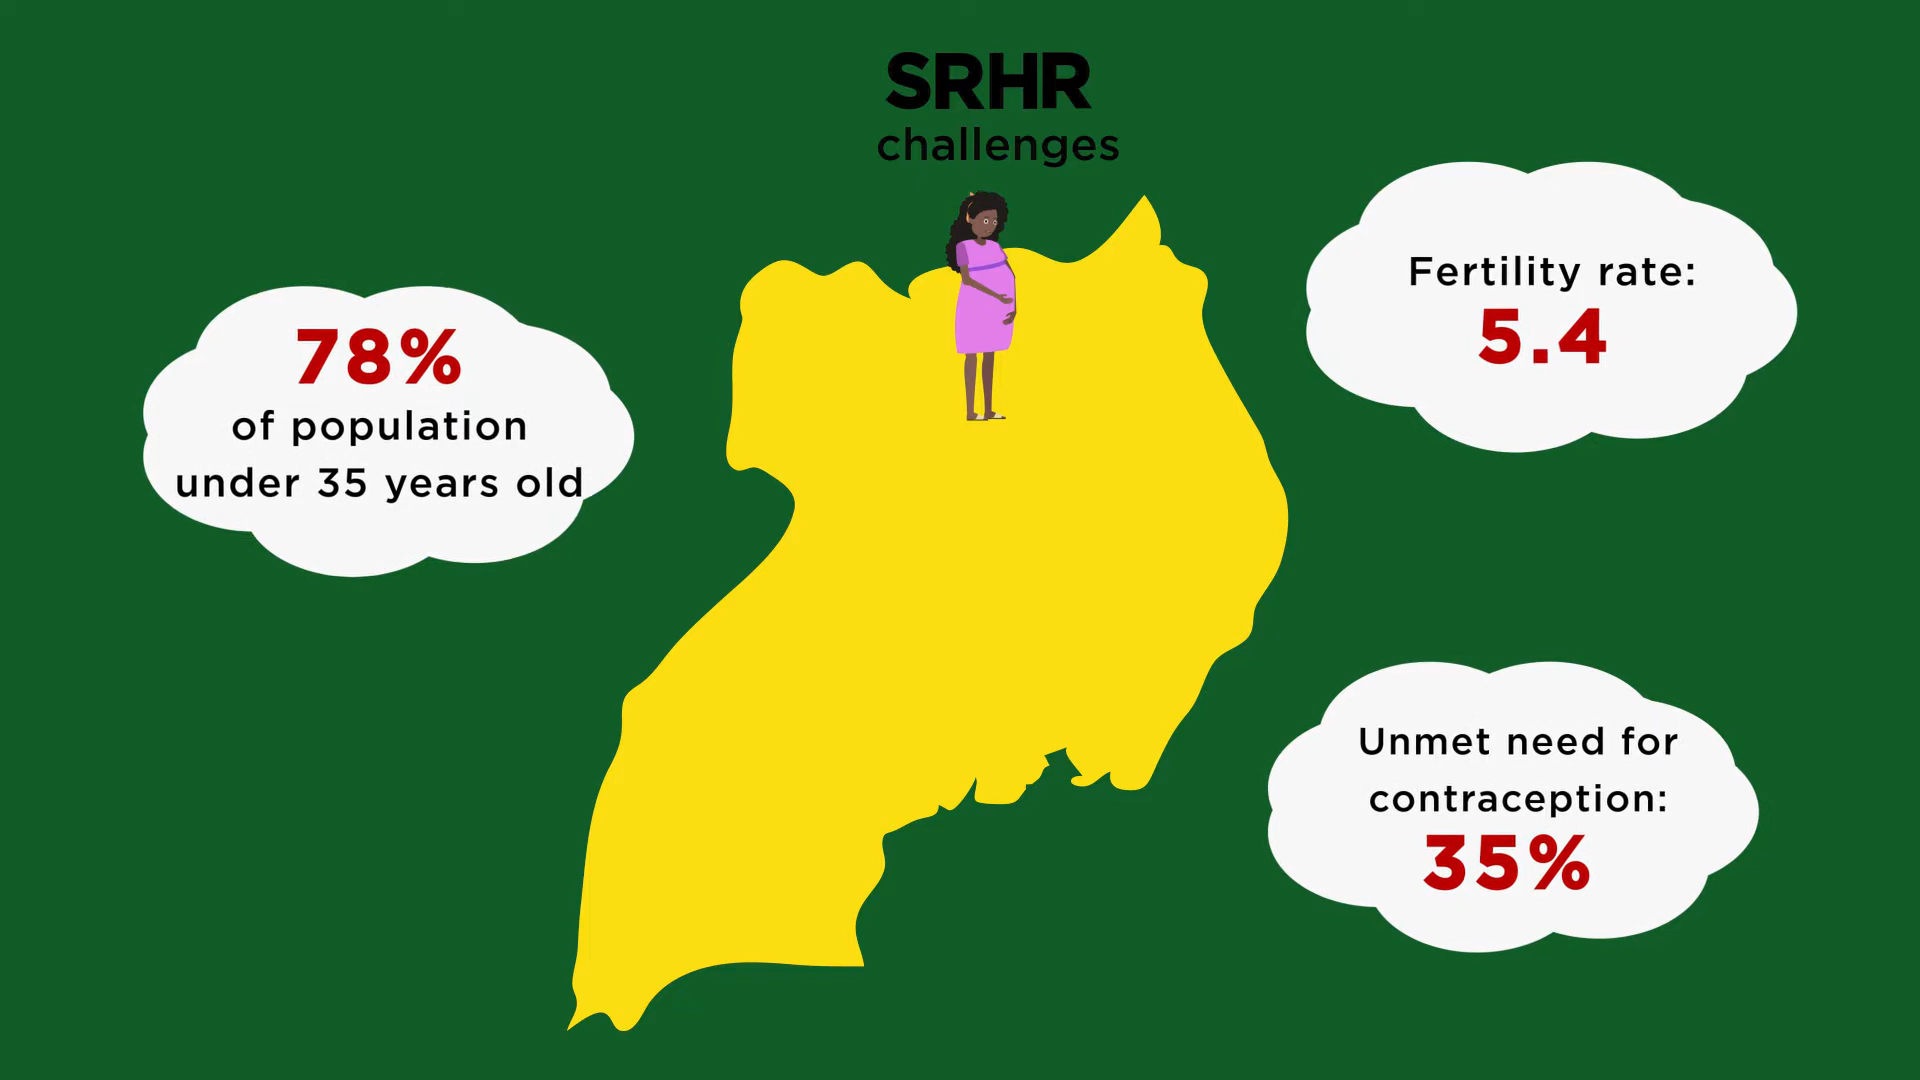 SRHR
challenges
78%
of population
under 35 years old
Fertility rate:
5.4
Unmet need for
contraception:
35%